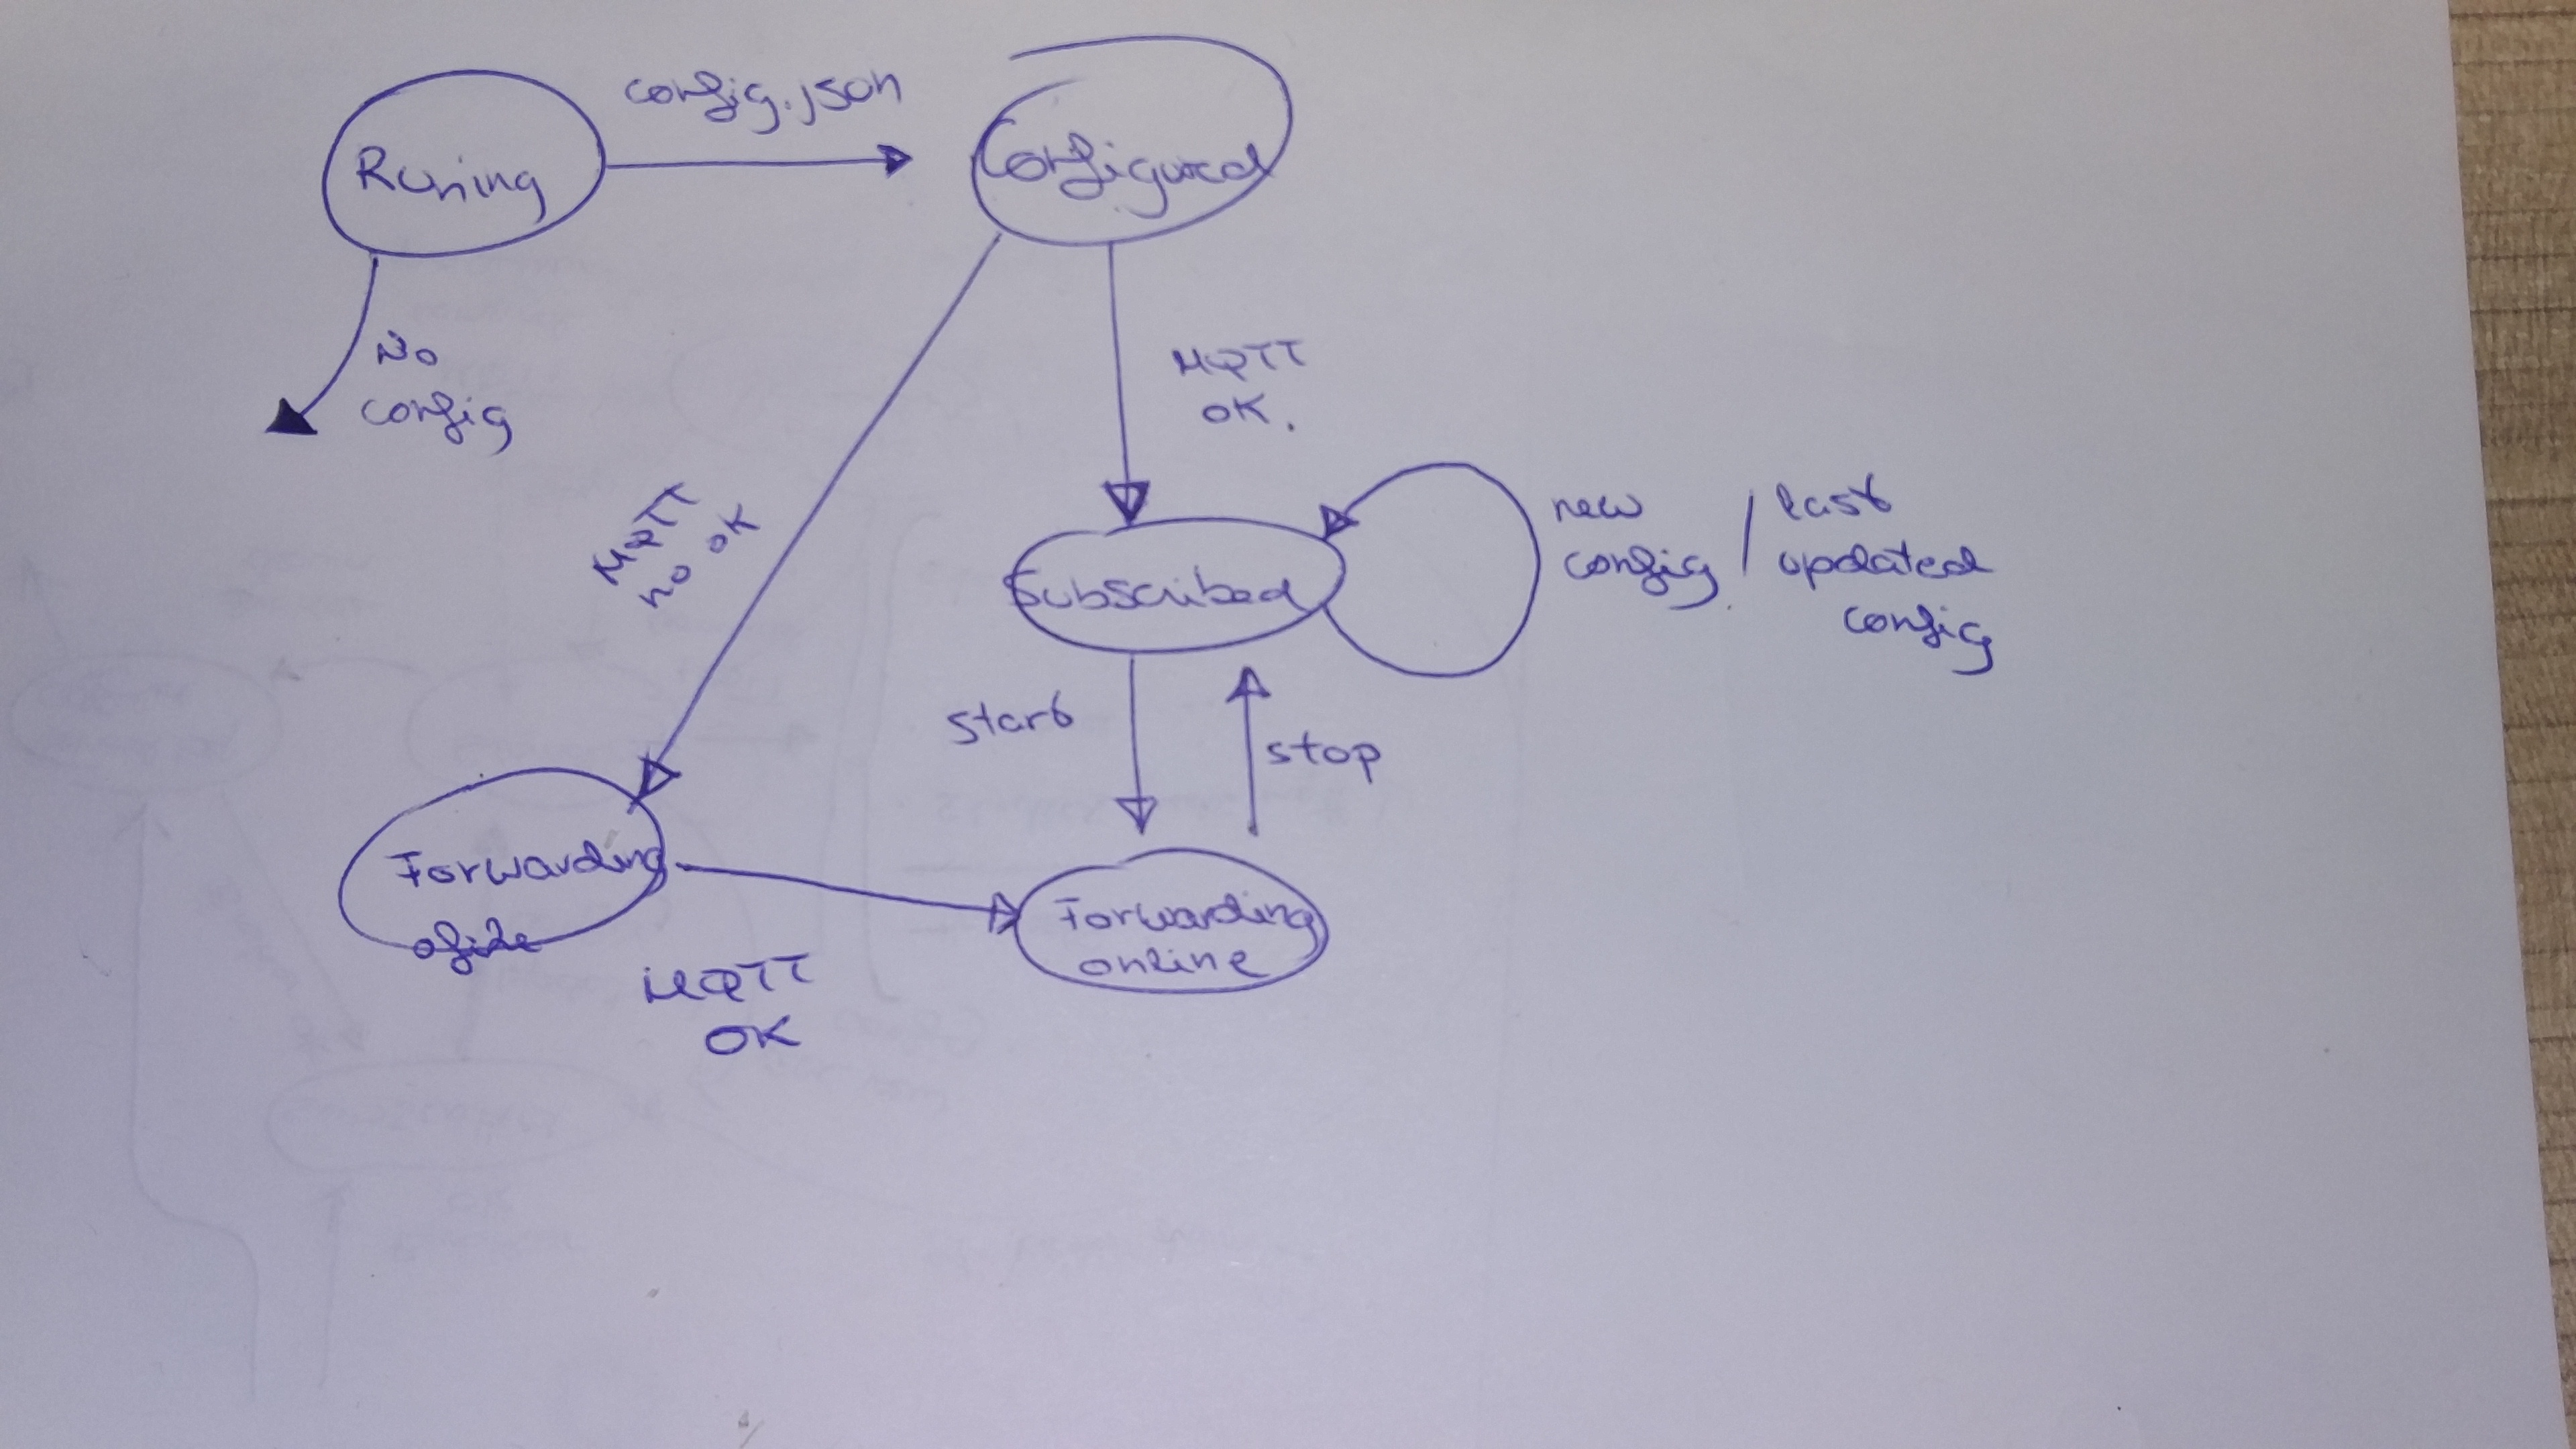 Runing
config.json
Configured
No
config
MQTT
OK.
MQTT
no OK
Subscribed
new
config
/
last
updated
config
start
stop
Forwarding
MQTT
OK
Forwarding
online